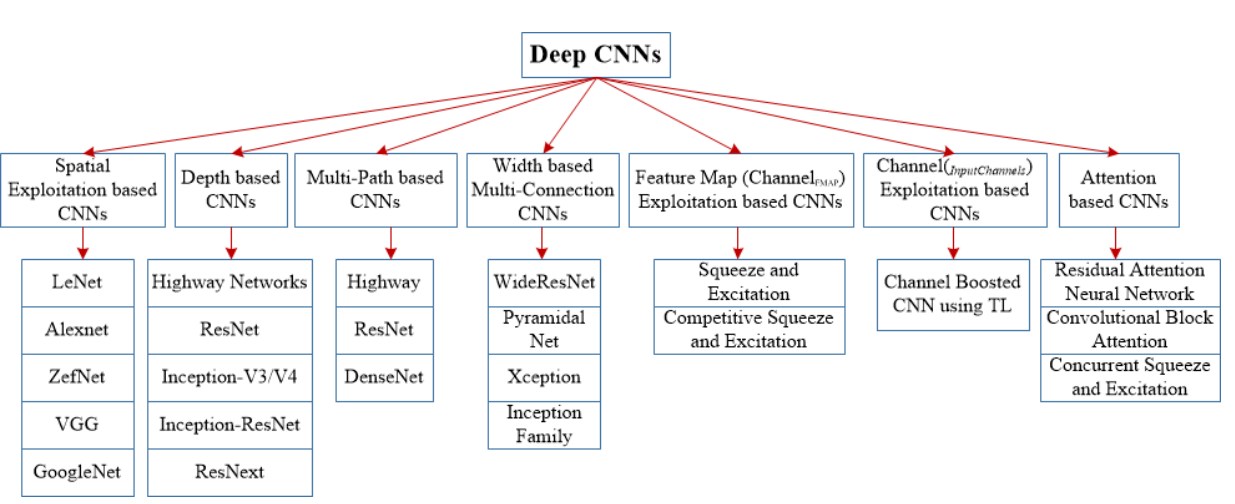 Deep CNNs
Spatial
Exploitation based
CNNs
Depth based
CNNs
Multi-Path based
CNNs
Width based
Multi-Connection
CNNs
Feature Map (ChannelFMAP)
Exploitation based CNNs
Channel(InputChannels)
Exploitation based
CNNs
Attention
based CNNs
LeNet
Alexnet
ZefNet
VGG
GoogleNet
Highway Networks
ResNet
Inception-V3/V4
Inception-ResNet
ResNext
Highway
ResNet
DenseNet
WideResNet
Pyramidal
Net
Xception
Inception
Family
Squeeze and
Excitation
Competitive Squeeze
and Excitation
Channel Boosted
CNN using TL
Residual Attention
Neural Network
Convolutional Block
Attention
Concurrent Squeeze
and Excitation